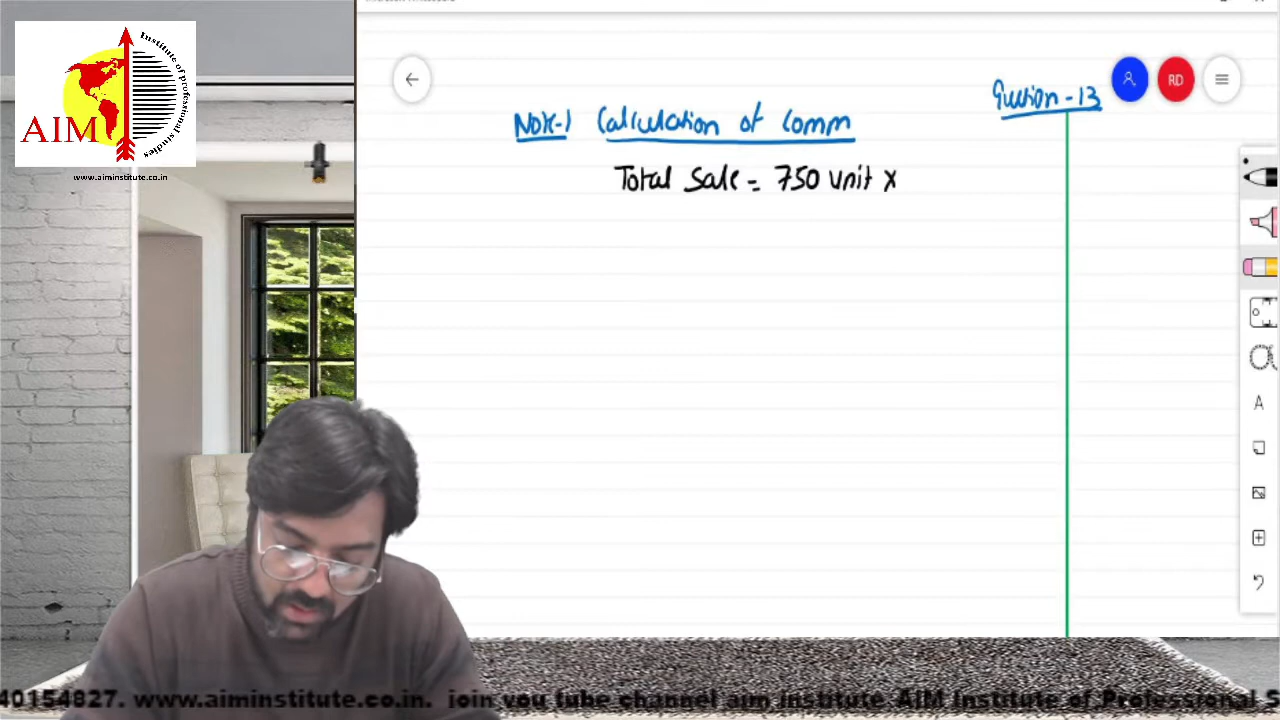 Institute of professional studies
AIM
www.aiminstitute.co.in
Question-13
RD
Note-1 Calculation of Comm
Total Sale = 750 unit x
A
40154827. www.aiminstitute.co.in. join you tube channel aim institute AIM Institute of Professional S